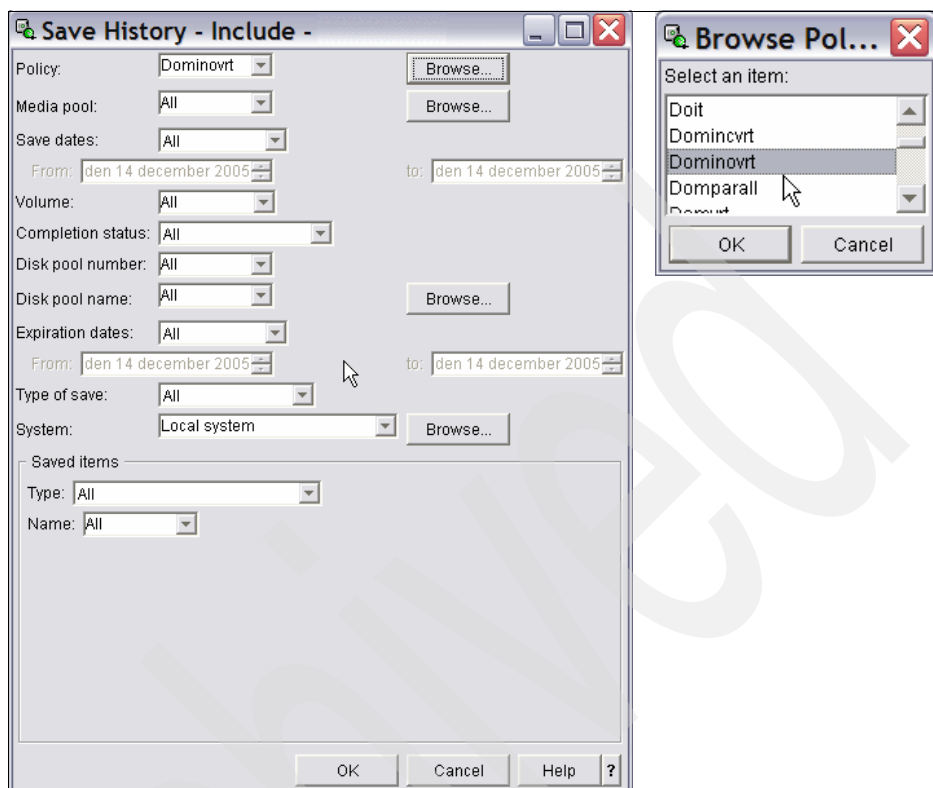 Save History - Include -
Policy: Dominovrt Browse...
Media pool: All Browse...
Save dates: All
From: den 14 december 2005 to: den 14 december 2005
Volume: All
Completion status: All
Disk pool number: All
Disk pool name: All Browse...
Expiration dates: All
From: den 14 december 2005 to: den 14 december 2005
Type of save: All
System: Local system Browse...
Saved items
Type: All
Name: All
OK Cancel Help ?
Browse Pol...
Select an item:
Doit
Domincvrt
Dominovrt
Domparall
OK Cancel